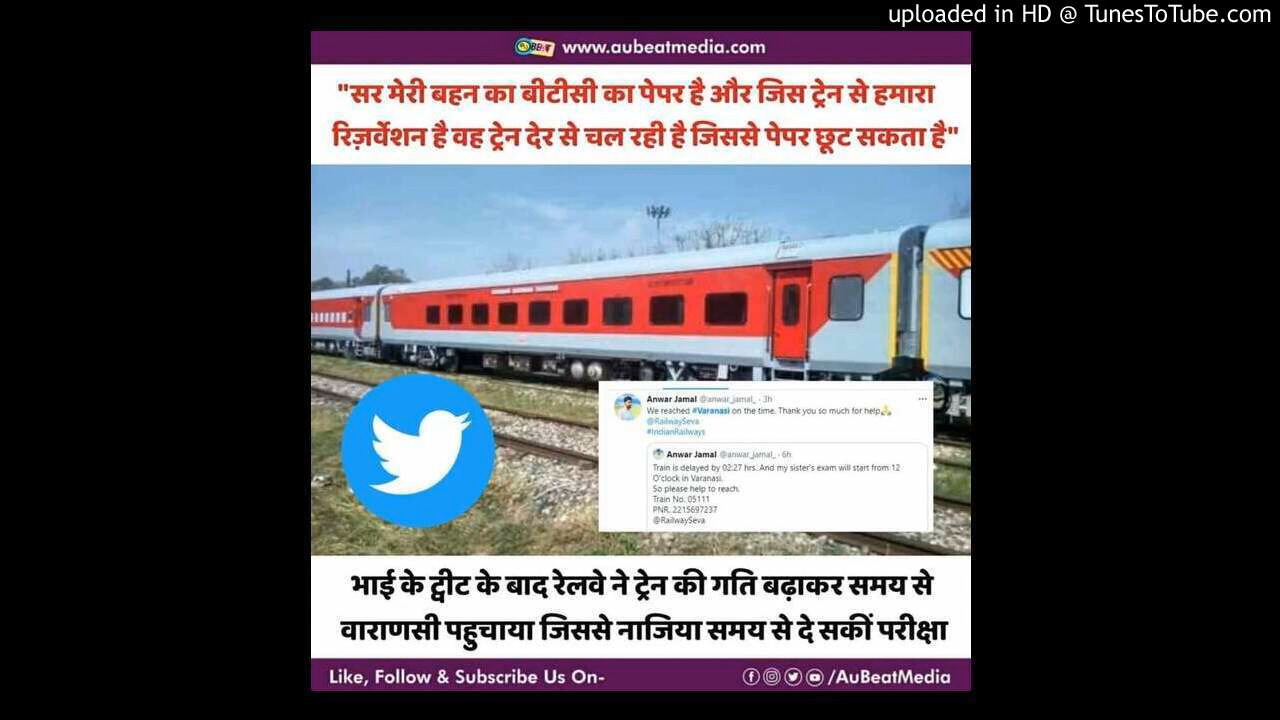 uploaded in HD @ TunesToTube.com
www.aubeatmedia.com
"सर मेरी बहन का बीटीसी का पेपर है और जिस ट्रेन से हमारा
रिज़र्वेशन है वह ट्रेन देर से चल रही है जिससे पेपर छूट सकता है"
Anwar Jamal @anwar_jamal_ · 3h
We reached #Varanasi on the time. Thank you so much for help🙏
@RailwaySeva
#IndianRailways
Anwar Jamal @anwar_jamal_ · 6h
Train is delayed by 02:27 hrs. And my sister's exam will start from 12
O'clock in Varanasi.
So please help to reach.
Train No. 05111
PNR. 2215697237
@RailwaySeva
भाई के ट्वीट के बाद रेलवे ने ट्रेन की गति बढ़ाकर समय से
वाराणसी पहुचाया जिससे नाजिया समय से दे सकीं परीक्षा
Like, Follow & Subscribe Us On-
/AuBeatMedia